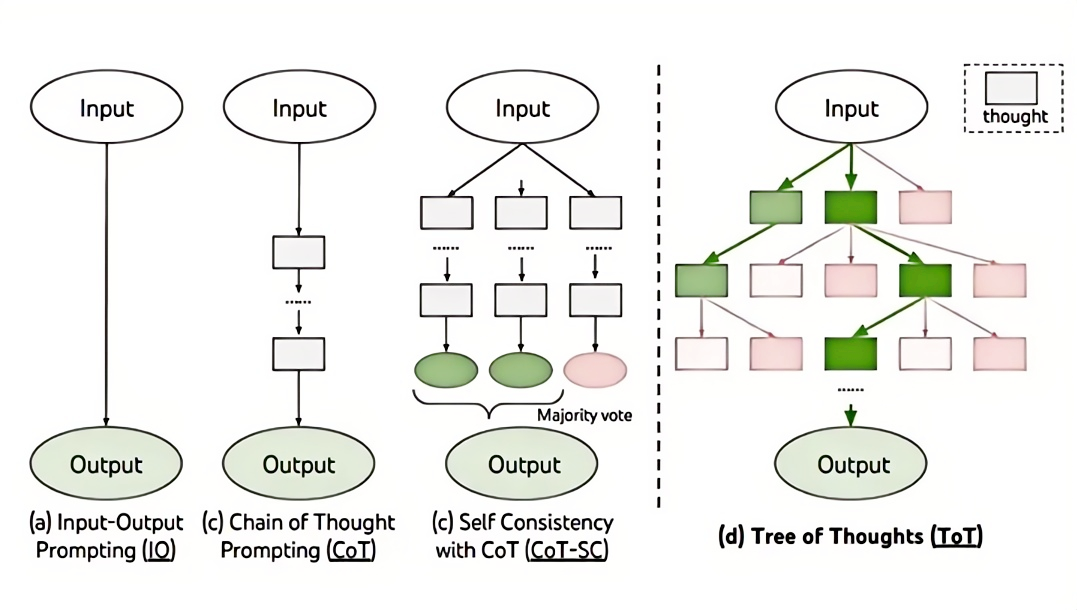 Input
Input
Input
Input
thought
......
......
......
......
......
Majority vote
Output
Output
Output
Output
(a) Input-Output
Prompting (IO)
(c) Chain of Thought
Prompting (CoT)
(c) Self Consistency
with CoT (CoT-SC)
(d) Tree of Thoughts (ToT)